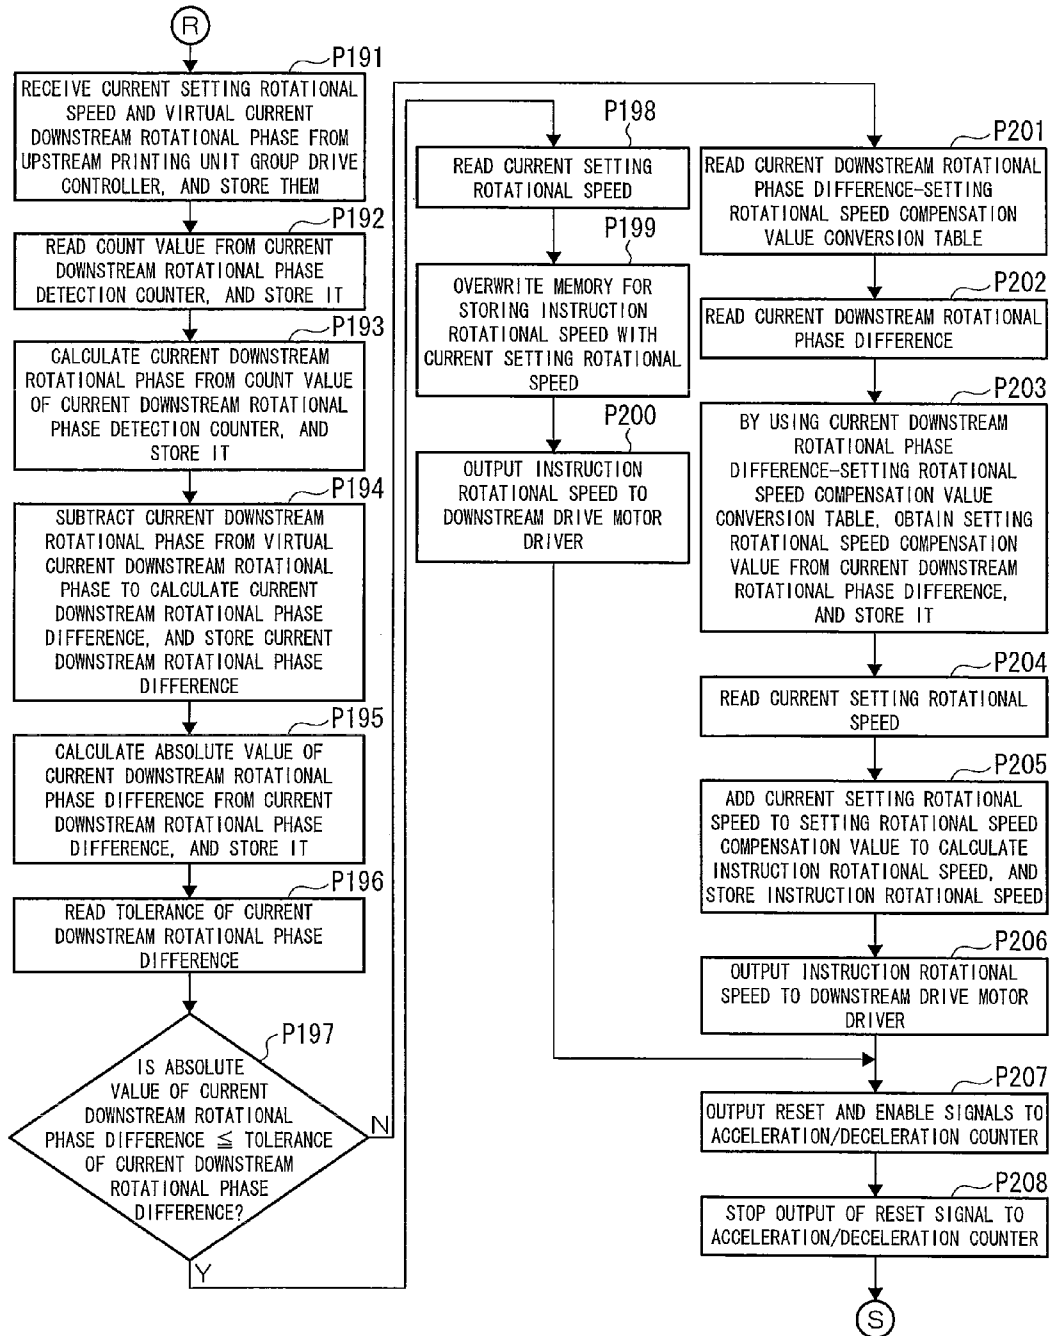 R
P191
RECEIVE CURRENT SETTING ROTATIONAL
SPEED AND VIRTUAL CURRENT
DOWNSTREAM ROTATIONAL PHASE FROM
UPSTREAM PRINTING UNIT GROUP DRIVE
CONTROLLER, AND STORE THEM
P192
READ COUNT VALUE FROM CURRENT
DOWNSTREAM ROTATIONAL PHASE
DETECTION COUNTER, AND STORE IT
P193
CALCULATE CURRENT DOWNSTREAM
ROTATIONAL PHASE FROM COUNT VALUE
OF CURRENT DOWNSTREAM ROTATIONAL
PHASE DETECTION COUNTER, AND
STORE IT
P194
SUBTRACT CURRENT DOWNSTREAM
ROTATIONAL PHASE FROM VIRTUAL
CURRENT DOWNSTREAM ROTATIONAL
PHASE TO CALCULATE CURRENT
DOWNSTREAM ROTATIONAL PHASE
DIFFERENCE, AND STORE CURRENT
DOWNSTREAM ROTATIONAL PHASE
DIFFERENCE
P195
CALCULATE ABSOLUTE VALUE OF
CURRENT DOWNSTREAM ROTATIONAL
PHASE DIFFERENCE FROM CURRENT
DOWNSTREAM ROTATIONAL PHASE
DIFFERENCE, AND STORE IT
P196
READ TOLERANCE OF CURRENT
DOWNSTREAM ROTATIONAL PHASE
DIFFERENCE
P197
IS ABSOLUTE
VALUE OF CURRENT
DOWNSTREAM ROTATIONAL
PHASE DIFFERENCE ≦ TOLERANCE
OF CURRENT DOWNSTREAM
ROTATIONAL PHASE
DIFFERENCE?
N
Y
P198
READ CURRENT SETTING
ROTATIONAL SPEED
P199
OVERWRITE MEMORY FOR
STORING INSTRUCTION
ROTATIONAL SPEED WITH
CURRENT SETTING ROTATIONAL
SPEED
P200
OUTPUT INSTRUCTION
ROTATIONAL SPEED TO
DOWNSTREAM DRIVE MOTOR
DRIVER
P201
READ CURRENT DOWNSTREAM ROTATIONAL
PHASE DIFFERENCE-SETTING
ROTATIONAL SPEED COMPENSATION
VALUE CONVERSION TABLE
P202
READ CURRENT DOWNSTREAM ROTATIONAL
PHASE DIFFERENCE
P203
BY USING CURRENT DOWNSTREAM
ROTATIONAL PHASE
DIFFERENCE-SETTING ROTATIONAL
SPEED COMPENSATION VALUE
CONVERSION TABLE, OBTAIN SETTING
ROTATIONAL SPEED COMPENSATION
VALUE FROM CURRENT DOWNSTREAM
ROTATIONAL PHASE DIFFERENCE,
AND STORE IT
P204
READ CURRENT SETTING ROTATIONAL
SPEED
P205
ADD CURRENT SETTING ROTATIONAL
SPEED TO SETTING ROTATIONAL SPEED
COMPENSATION VALUE TO CALCULATE
INSTRUCTION ROTATIONAL SPEED, AND
STORE INSTRUCTION ROTATIONAL SPEED
P206
OUTPUT INSTRUCTION ROTATIONAL
SPEED TO DOWNSTREAM DRIVE MOTOR
DRIVER
P207
OUTPUT RESET AND ENABLE SIGNALS TO
ACCELERATION/DECELERATION COUNTER
P208
STOP OUTPUT OF RESET SIGNAL TO
ACCELERATION/DECELERATION COUNTER
S